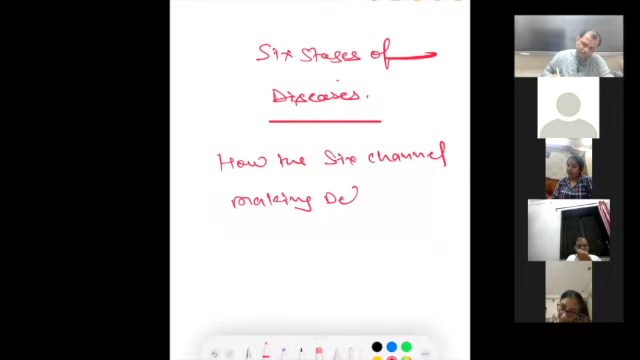 Six stages of
Diseases.
How the Six channel
making De